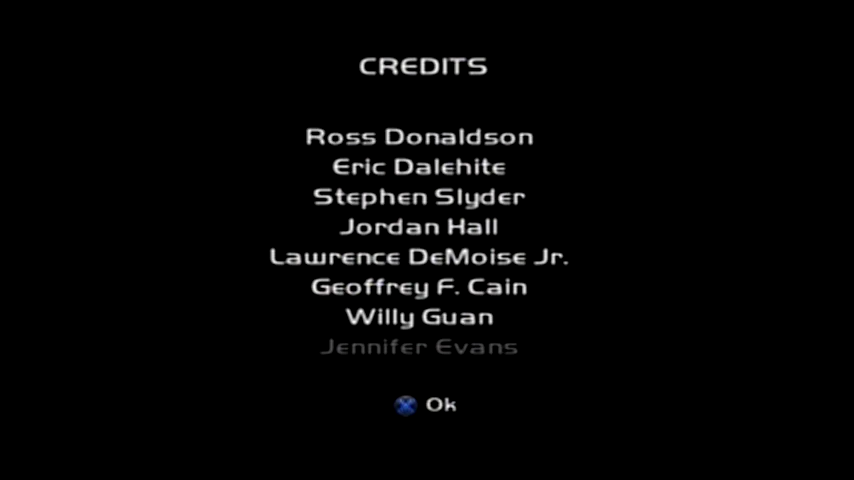 CREDITS
Ross Donaldson
Eric Dalehite
Stephen Slyder
Jordan Hall
Lawrence DeMoise Jr.
Geoffrey F. Cain
Willy Guan
Jennifer Evans
Ok